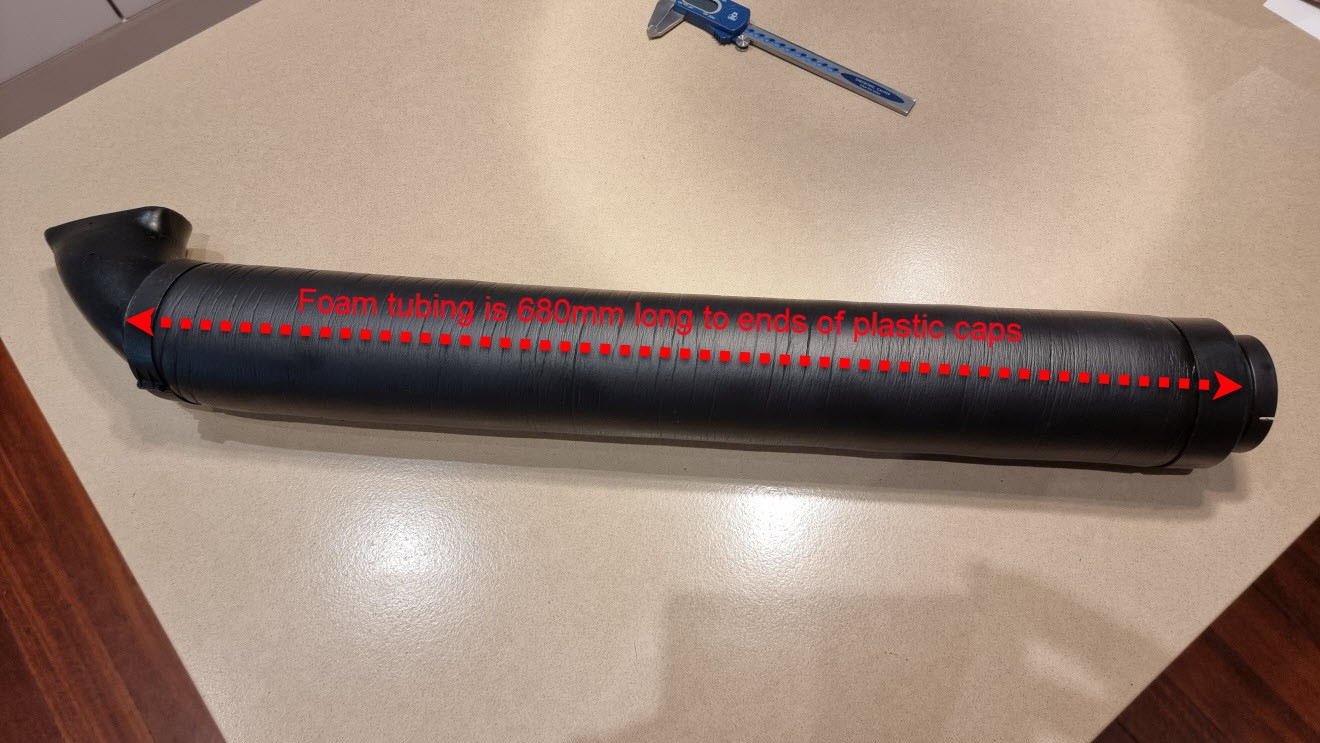 Foam tubing is 680mm long to ends of plastic caps